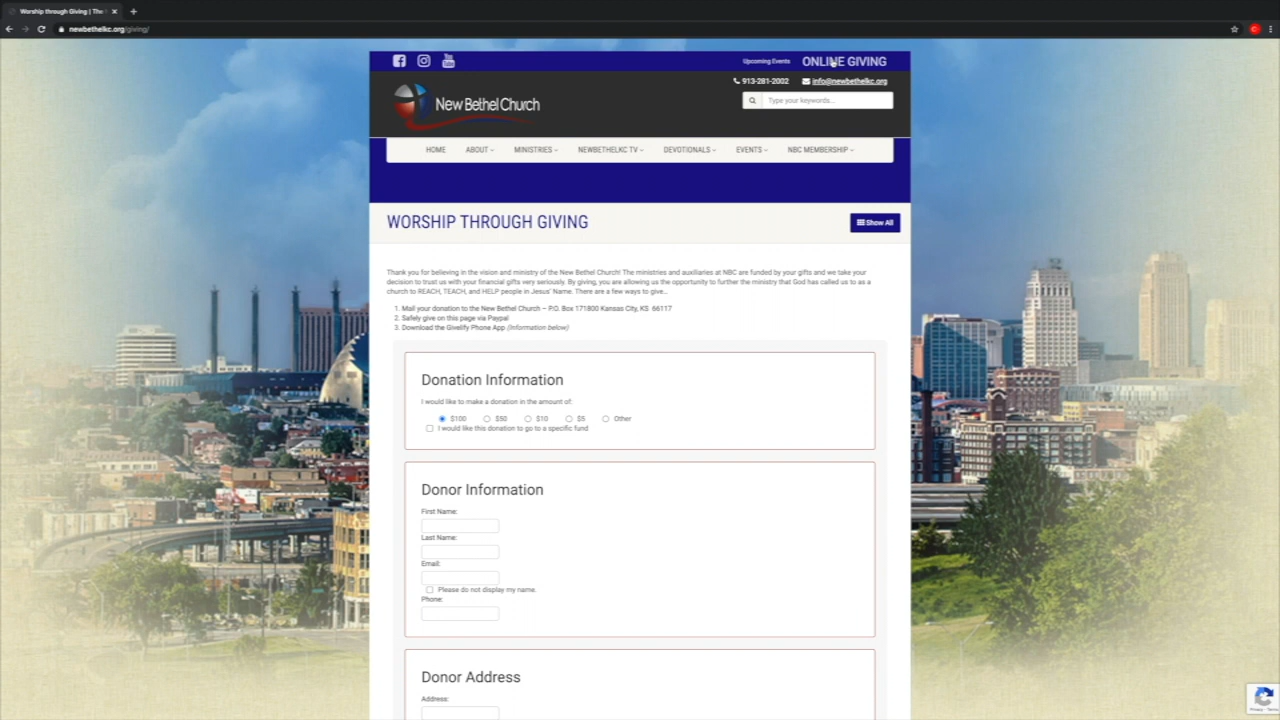 Worship through Giving | The
newbethelkc.org/giving/
Upcoming Events
ONLINE GIVING
913-281-2002
info@newbethelkc.org
New Bethel Church
Type your keywords...
HOME ABOUT MINISTRIES NEWBETHELKC TV DEVOTIONALS EVENTS NBC MEMBERSHIP
WORSHIP THROUGH GIVING
Show All
Thank you for believing in the vision and ministry of the New Bethel Church! The ministries and auxiliaries at NBC are funded by your gifts and we take your
decision to trust us with your financial gifts very seriously. By giving, you are allowing us the opportunity to further the ministry that God has called us to as a
church to REACH, TEACH, and HELP people in Jesus' Name. There are a few ways to give...
1. Mail your donation to the New Bethel Church – P.O. Box 171800 Kansas City, KS 66117
2. Safely give on this page via Paypal
3. Download the Givelify Phone App (Information below)
Donation Information
I would like to make a donation in the amount of:
$100 $50 $10 $5 Other
I would like this donation to go to a specific fund
Donor Information
First Name:
Last Name:
Email:
Please do not display my name.
Phone:
Donor Address
Address:
Privacy - Terms